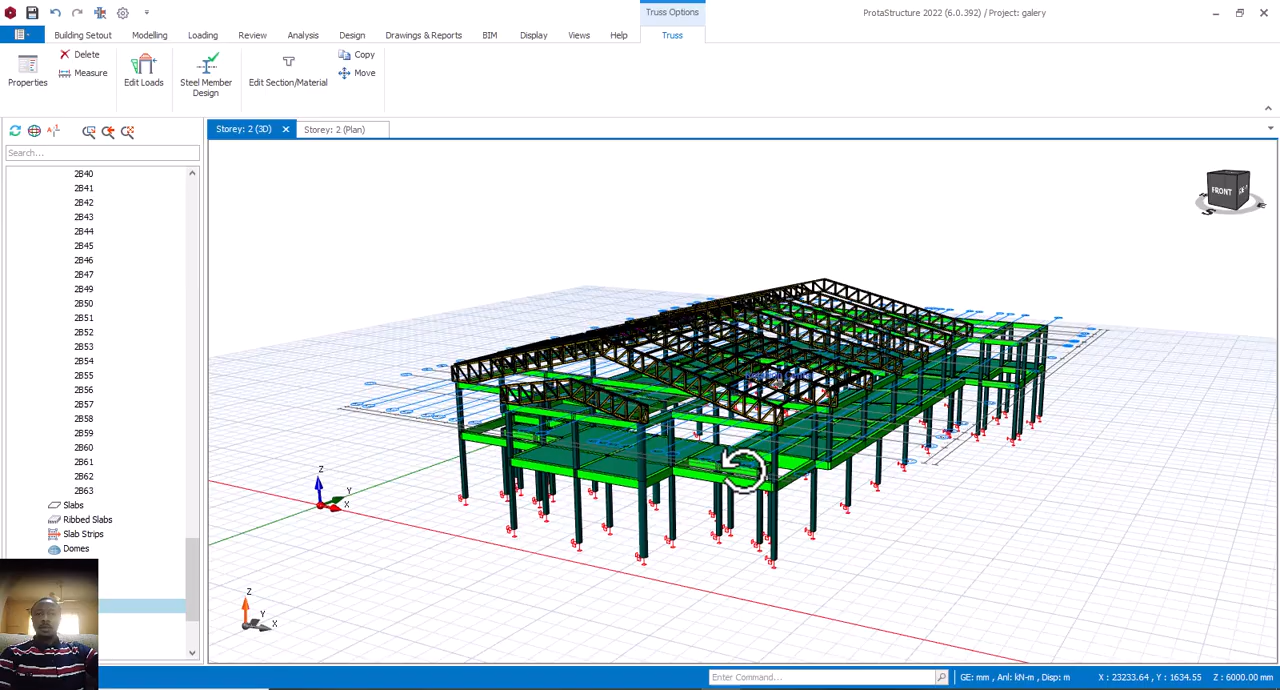 Truss Options
ProtaStructure 2022 (6.0.392) / Project: galery
Building Setout Modelling Loading Review Analysis Design Drawings & Reports BIM Display Views Help Truss
Properties
Delete
Measure
Edit Loads
Steel Member Design
Edit Section/Material
Copy
Move
Storey: 2 (3D)
Storey: 2 (Plan)
Search...
2B40
2B41
2B42
2B43
2B44
2B45
2B46
2B47
2B49
2B50
2B51
2B52
2B53
2B54
2B55
2B56
2B57
2B58
2B59
2B60
2B61
2B62
2B63
Slabs
Ribbed Slabs
Slab Strips
Domes
FRONT
S
E
Z
Y
X
Z
Y
X
Enter Command...
GE: mm , Anl: kN-m , Disp: m
X : 23233.64 , Y : 1634.55
Z : 6000.00 mm